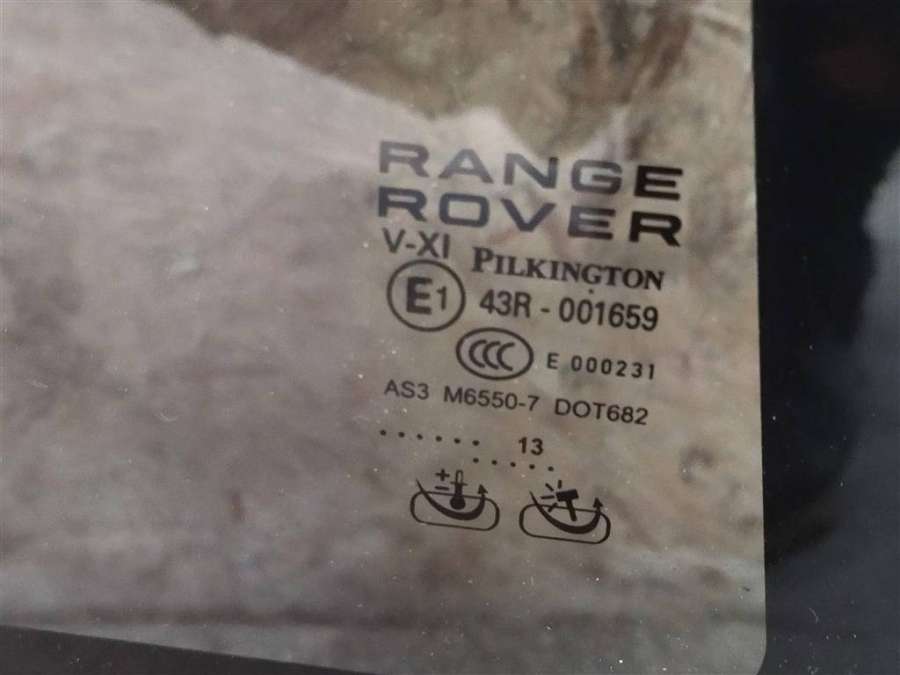 RANGE
ROVER
V-XI PILKINGTON
E1 43R - 001659
CCC E 000231
AS3 M6550-7 DOT682
...... 13
.....
±